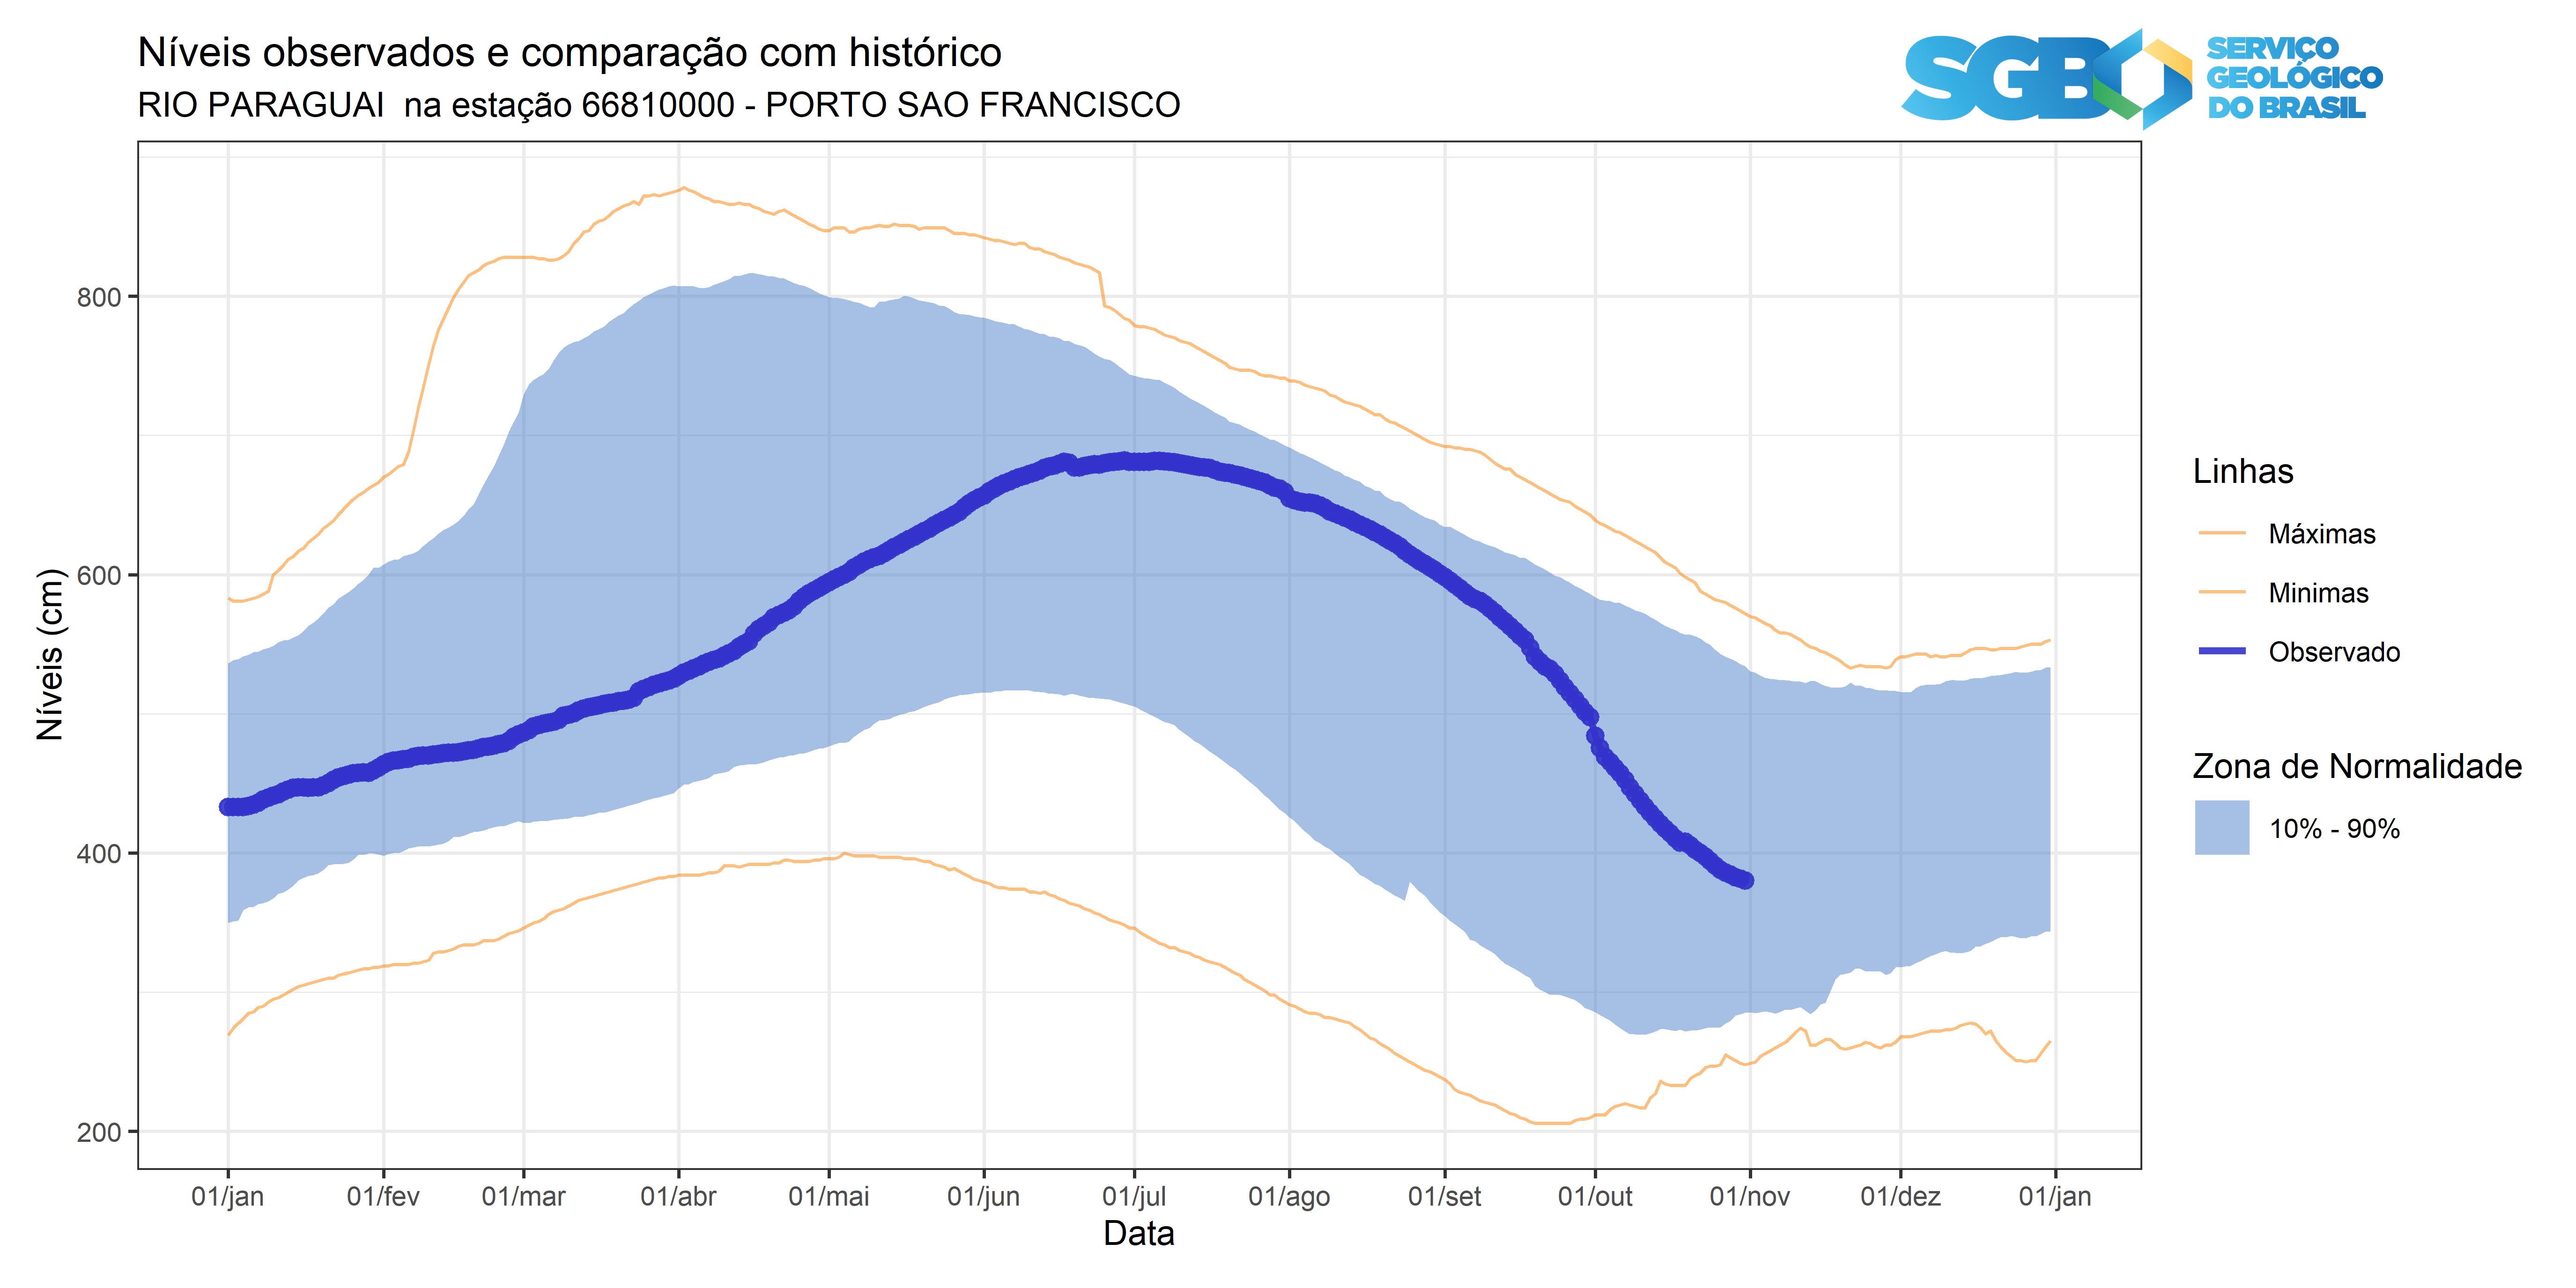 Níveis observados e comparação com histórico
RIO PARAGUAI  na estação 66810000 - PORTO SAO FRANCISCO
SGB
SERVIÇO
GEOLÓGICO
DO BRASIL
Níveis (cm)
800
600
400
200
01/jan
01/fev
01/mar
01/abr
01/mai
01/jun
01/jul
01/ago
01/set
01/out
01/nov
01/dez
01/jan
Data
Linhas
Máximas
Minimas
Observado
Zona de Normalidade
10% - 90%